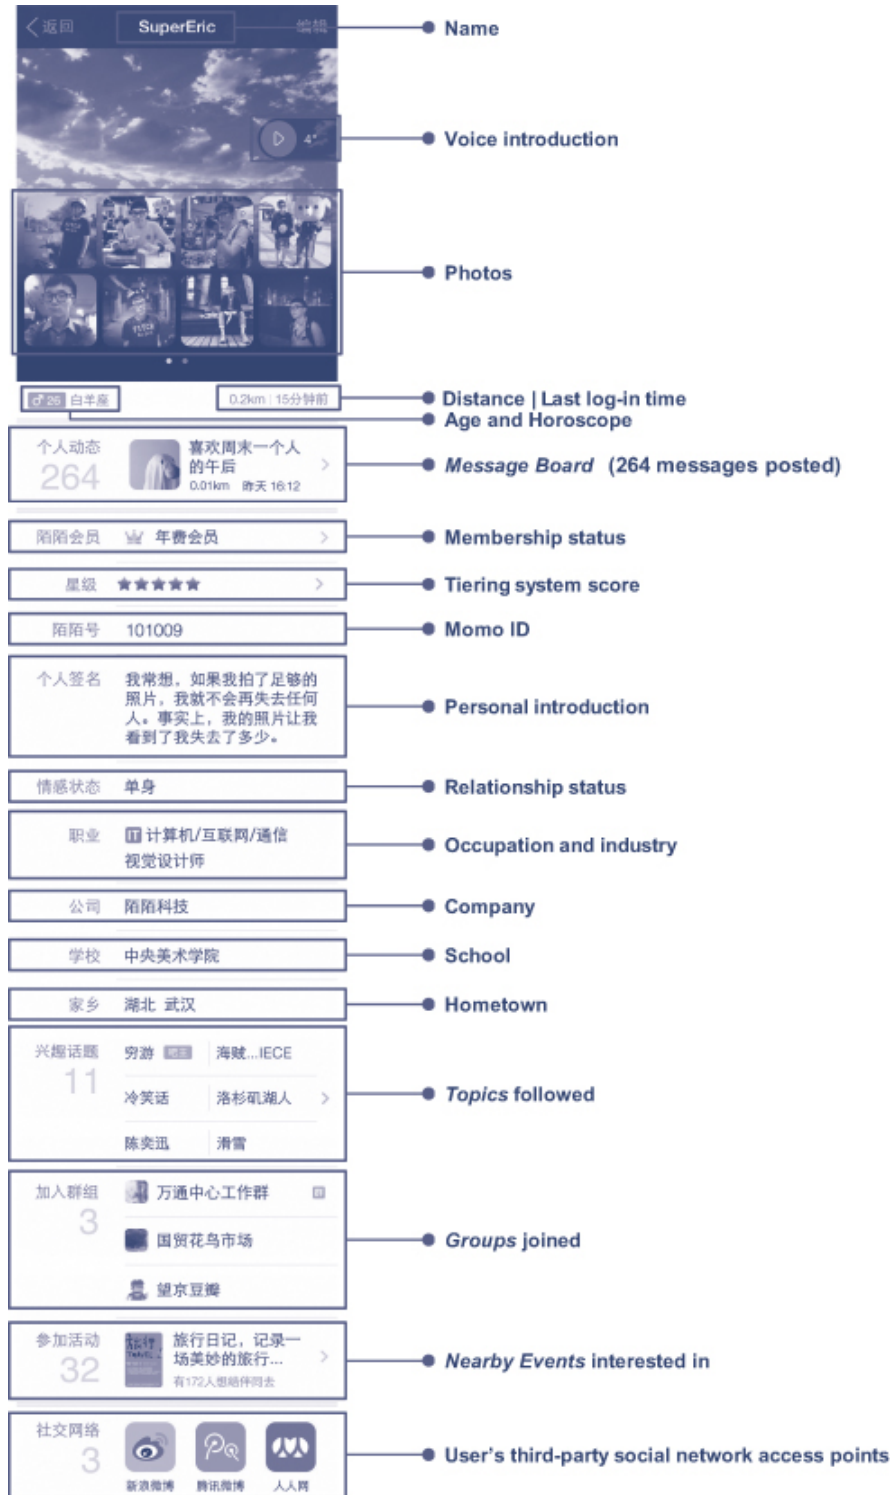 返回 SuperEric 编辑 Name
4" Voice introduction
Photos
♂ 26 白羊座 0.2km | 15分钟前 Distance | Last log-in time
Age and Horoscope
个人动态 喜欢周末一个人
264 的午后 Message Board (264 messages posted)
0.01km 昨天 16:12
陌陌会员 年费会员 Membership status
星级 ★★★★★ Tiering system score
陌陌号 101009 Momo ID
个人签名 我常想，如果我拍了足够的
照片，我就不会再失去任何
人。事实上，我的照片让我 Personal introduction
看到了我失去了多少。
情感状态 单身 Relationship status
职业 IT 计算机/互联网/通信 Occupation and industry
视觉设计师
公司 陌陌科技 Company
学校 中央美术学院 School
家乡 湖北 武汉 Hometown
兴趣话题 穷游 海贼...IECE
11 冷笑话 洛杉矶湖人 Topics followed
陈奕迅 滑雪
加入群组 万通中心工作群
3 国贸花鸟市场 Groups joined
望京豆瓣
参加活动 旅行日记，记录一
32 场美妙的旅行... Nearby Events interested in
有172人想结伴同去
社交网络
3 User's third-party social network access points
新浪微博 腾讯微博 人人网